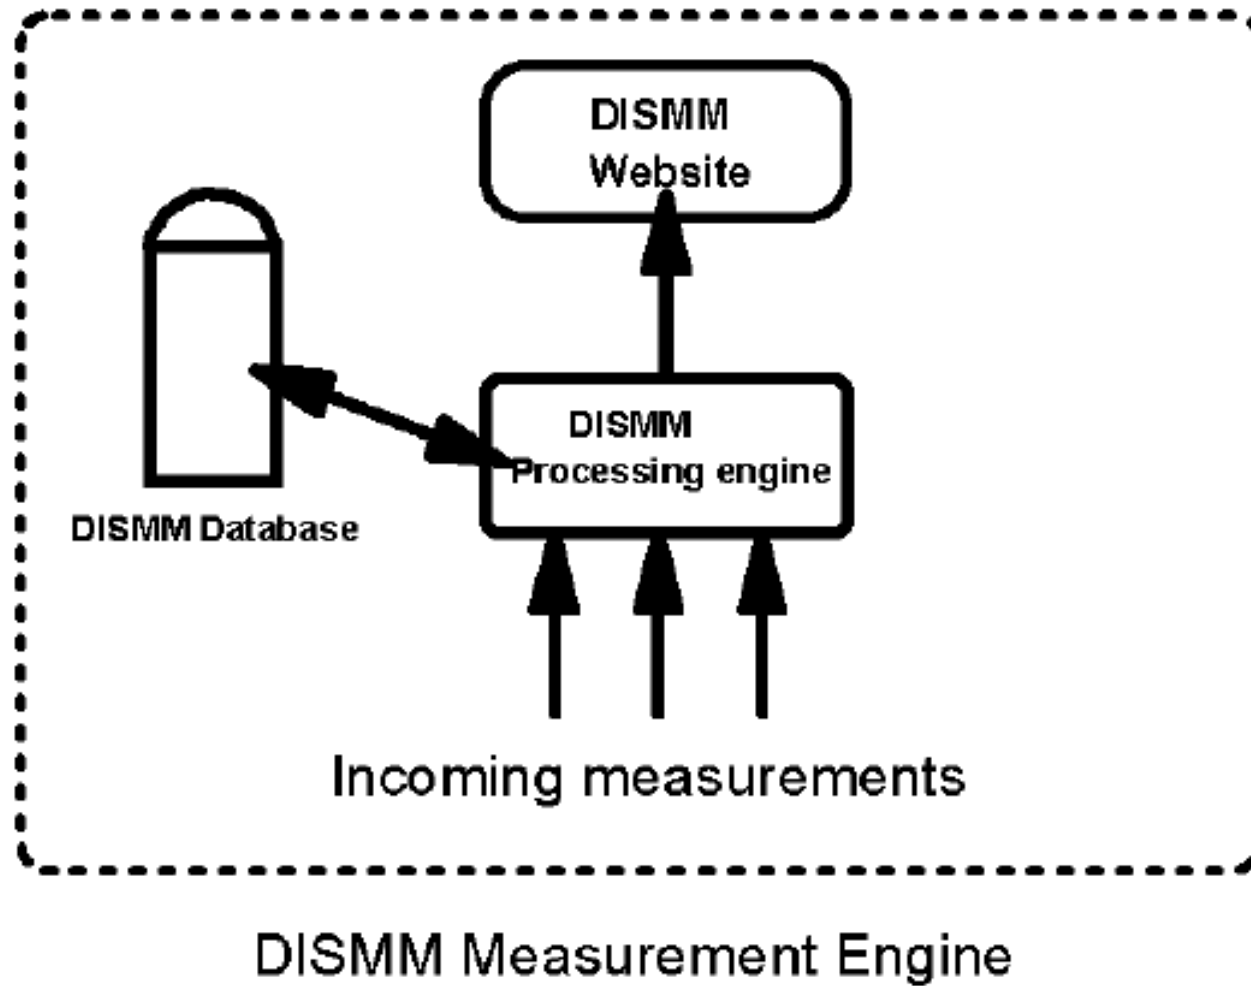 DISMM
Website
DISMM
Processing engine
DISMM Database
Incoming measurements
DISMM Measurement Engine